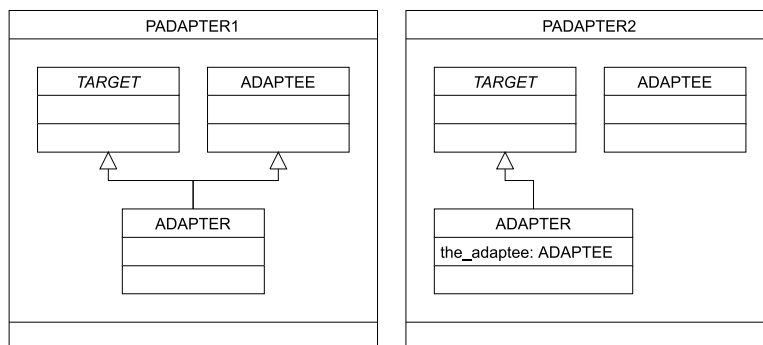 PADAPTER1
TARGET
ADAPTEE
ADAPTER
PADAPTER2
TARGET
ADAPTEE
ADAPTER
the_adaptee: ADAPTEE